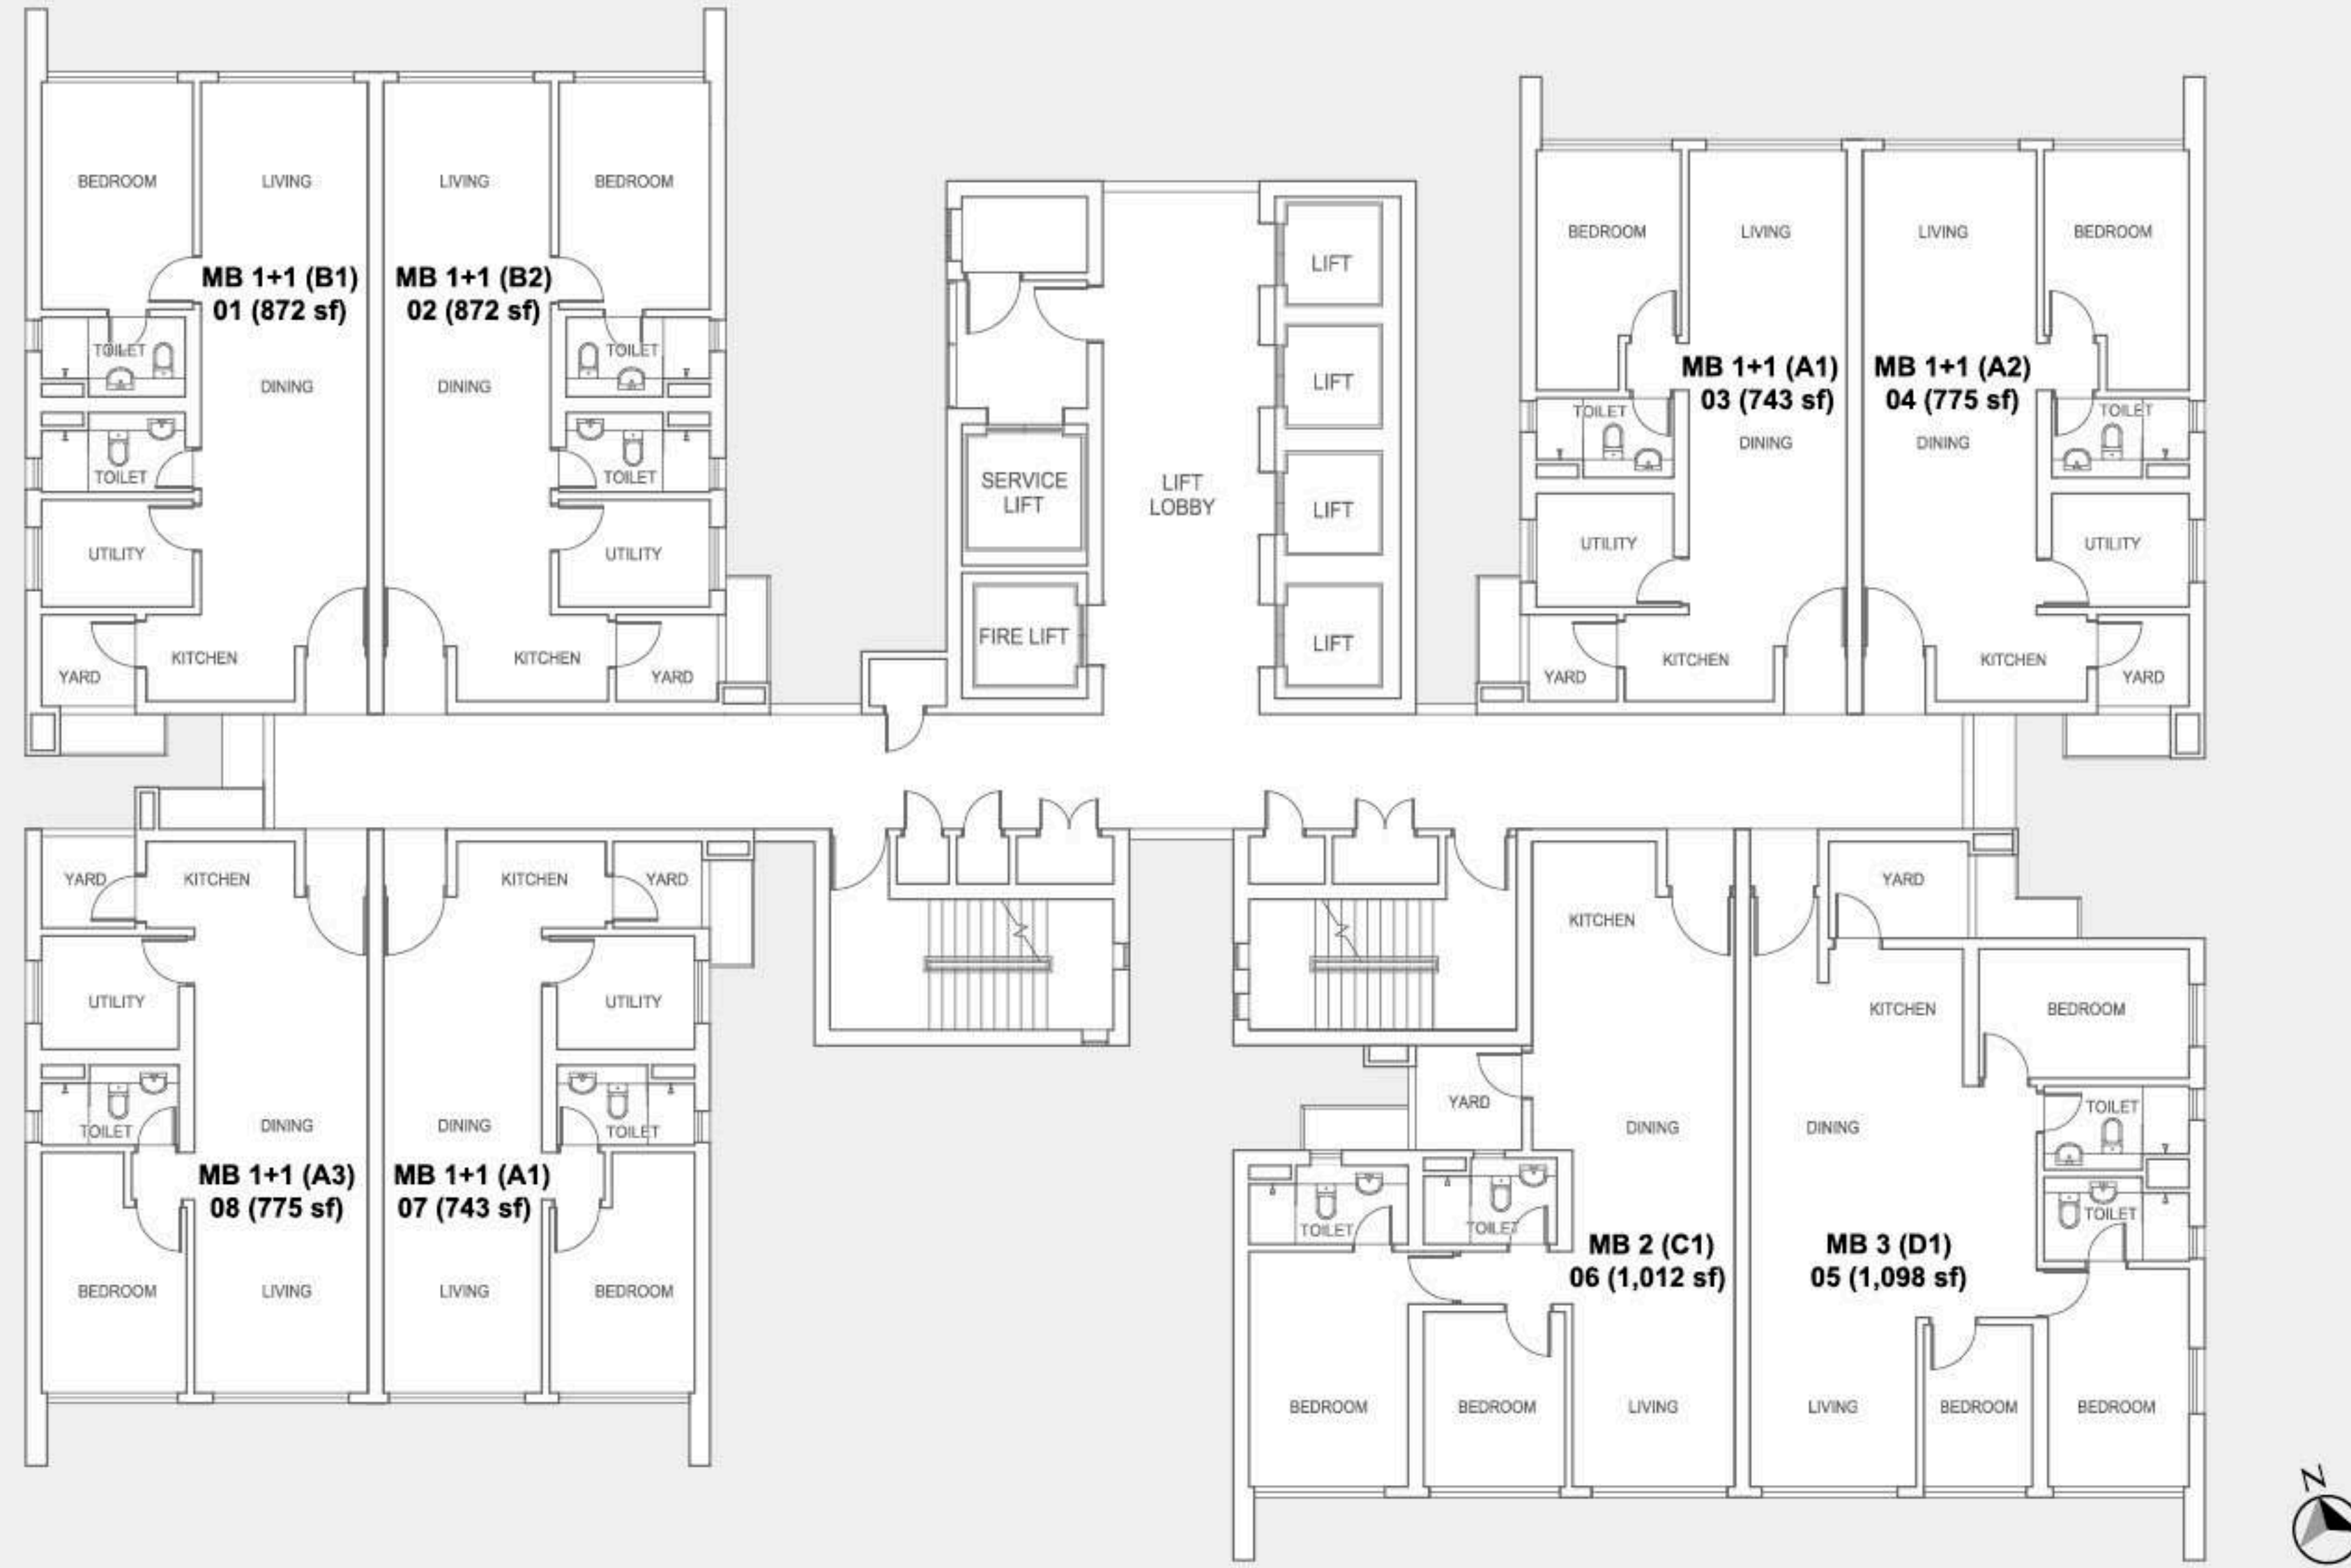 BEDROOM
LIVING
LIVING
BEDROOM
MB 1+1 (B1)
01 (872 sf)
MB 1+1 (B2)
02 (872 sf)
TOILET
TOILET
DINING
DINING
TOILET
TOILET
UTILITY
UTILITY
KITCHEN
KITCHEN
YARD
YARD
LIFT
LIFT
LIFT
LIFT
SERVICE
LIFT
LIFT
LOBBY
FIRE LIFT
BEDROOM
LIVING
LIVING
BEDROOM
MB 1+1 (A1)
03 (743 sf)
MB 1+1 (A2)
04 (775 sf)
TOILET
TOILET
DINING
DINING
UTILITY
UTILITY
KITCHEN
KITCHEN
YARD
YARD
YARD
KITCHEN
KITCHEN
YARD
UTILITY
UTILITY
TOILET
DINING
DINING
TOILET
MB 1+1 (A3)
08 (775 sf)
MB 1+1 (A1)
07 (743 sf)
BEDROOM
LIVING
LIVING
BEDROOM
YARD
KITCHEN
KITCHEN
BEDROOM
YARD
DINING
DINING
TOILET
TOILET
TOILET
TOILET
MB 2 (C1)
06 (1,012 sf)
MB 3 (D1)
05 (1,098 sf)
BEDROOM
BEDROOM
LIVING
LIVING
BEDROOM
BEDROOM
N